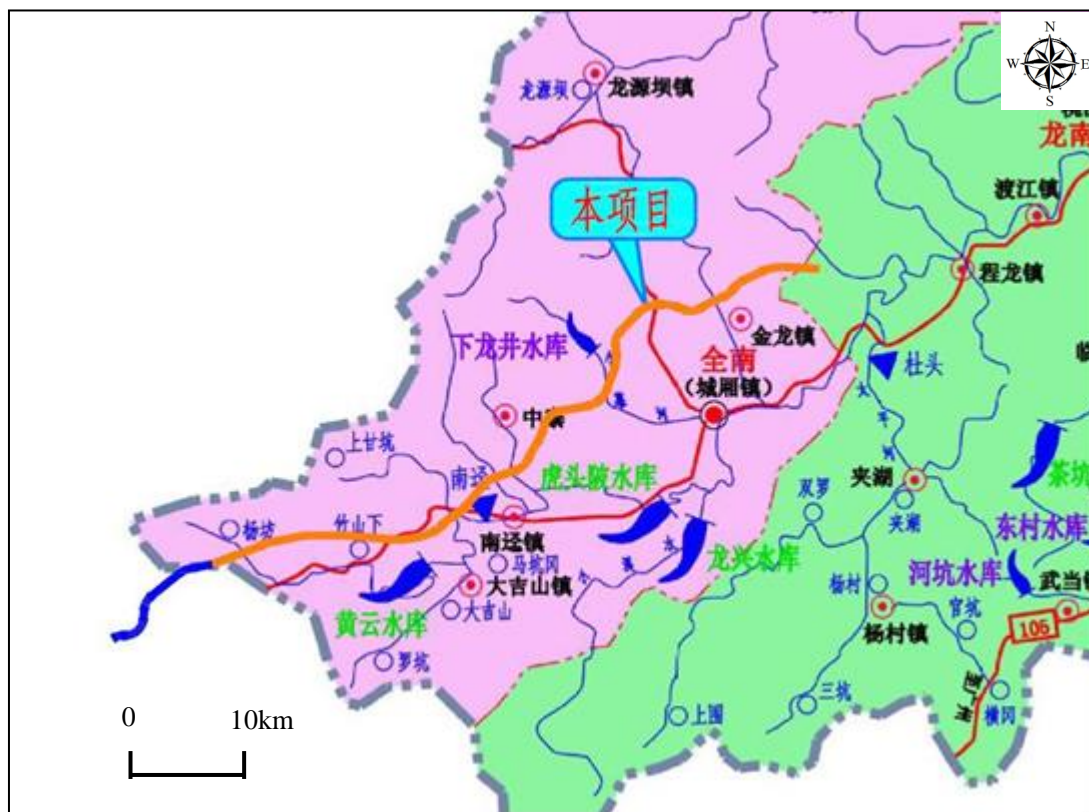 N
W
E
S
龙源坝
龙源坝镇
龙南
渡江镇
本项目
程龙镇
金龙镇
下龙井水库
全南
(城厢镇)
杜头
中寨
上甘坑
南迳
虎头陂水库
双罗
夹湖
茶坑
杨坊
竹山下
南迳镇
马坑冈
龙兴水库
夹湖
东村水库
大吉山镇
杨村
河坑水库
武当
黄云水库
大吉山
杨村镇
官坑
106
罗坑
至广州
三坑
横冈
上围
0
10km